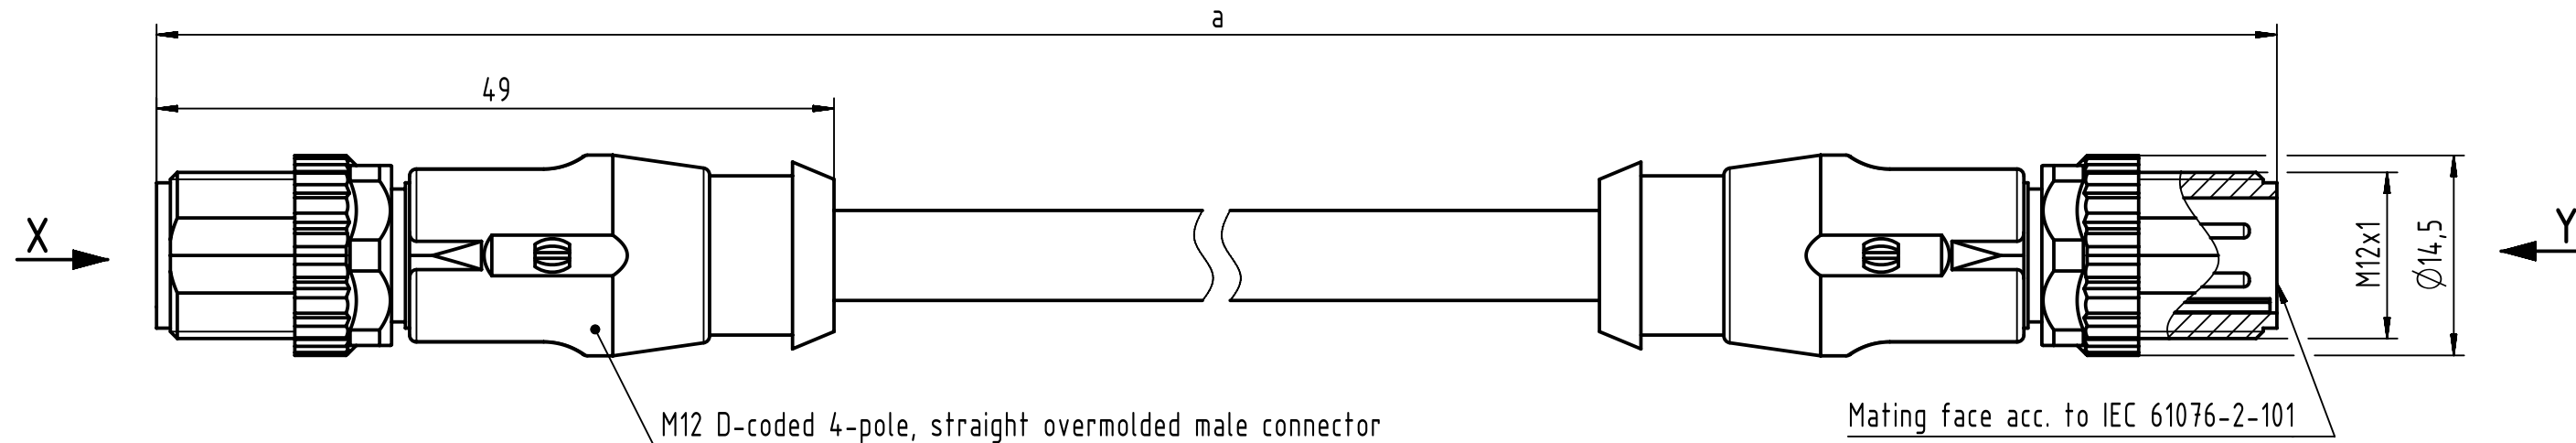 a
49
X
Y
M12x1
Ø14,5
M12 D-coded 4-pole, straight overmolded male connector
Mating face acc. to IEC 61076-2-101